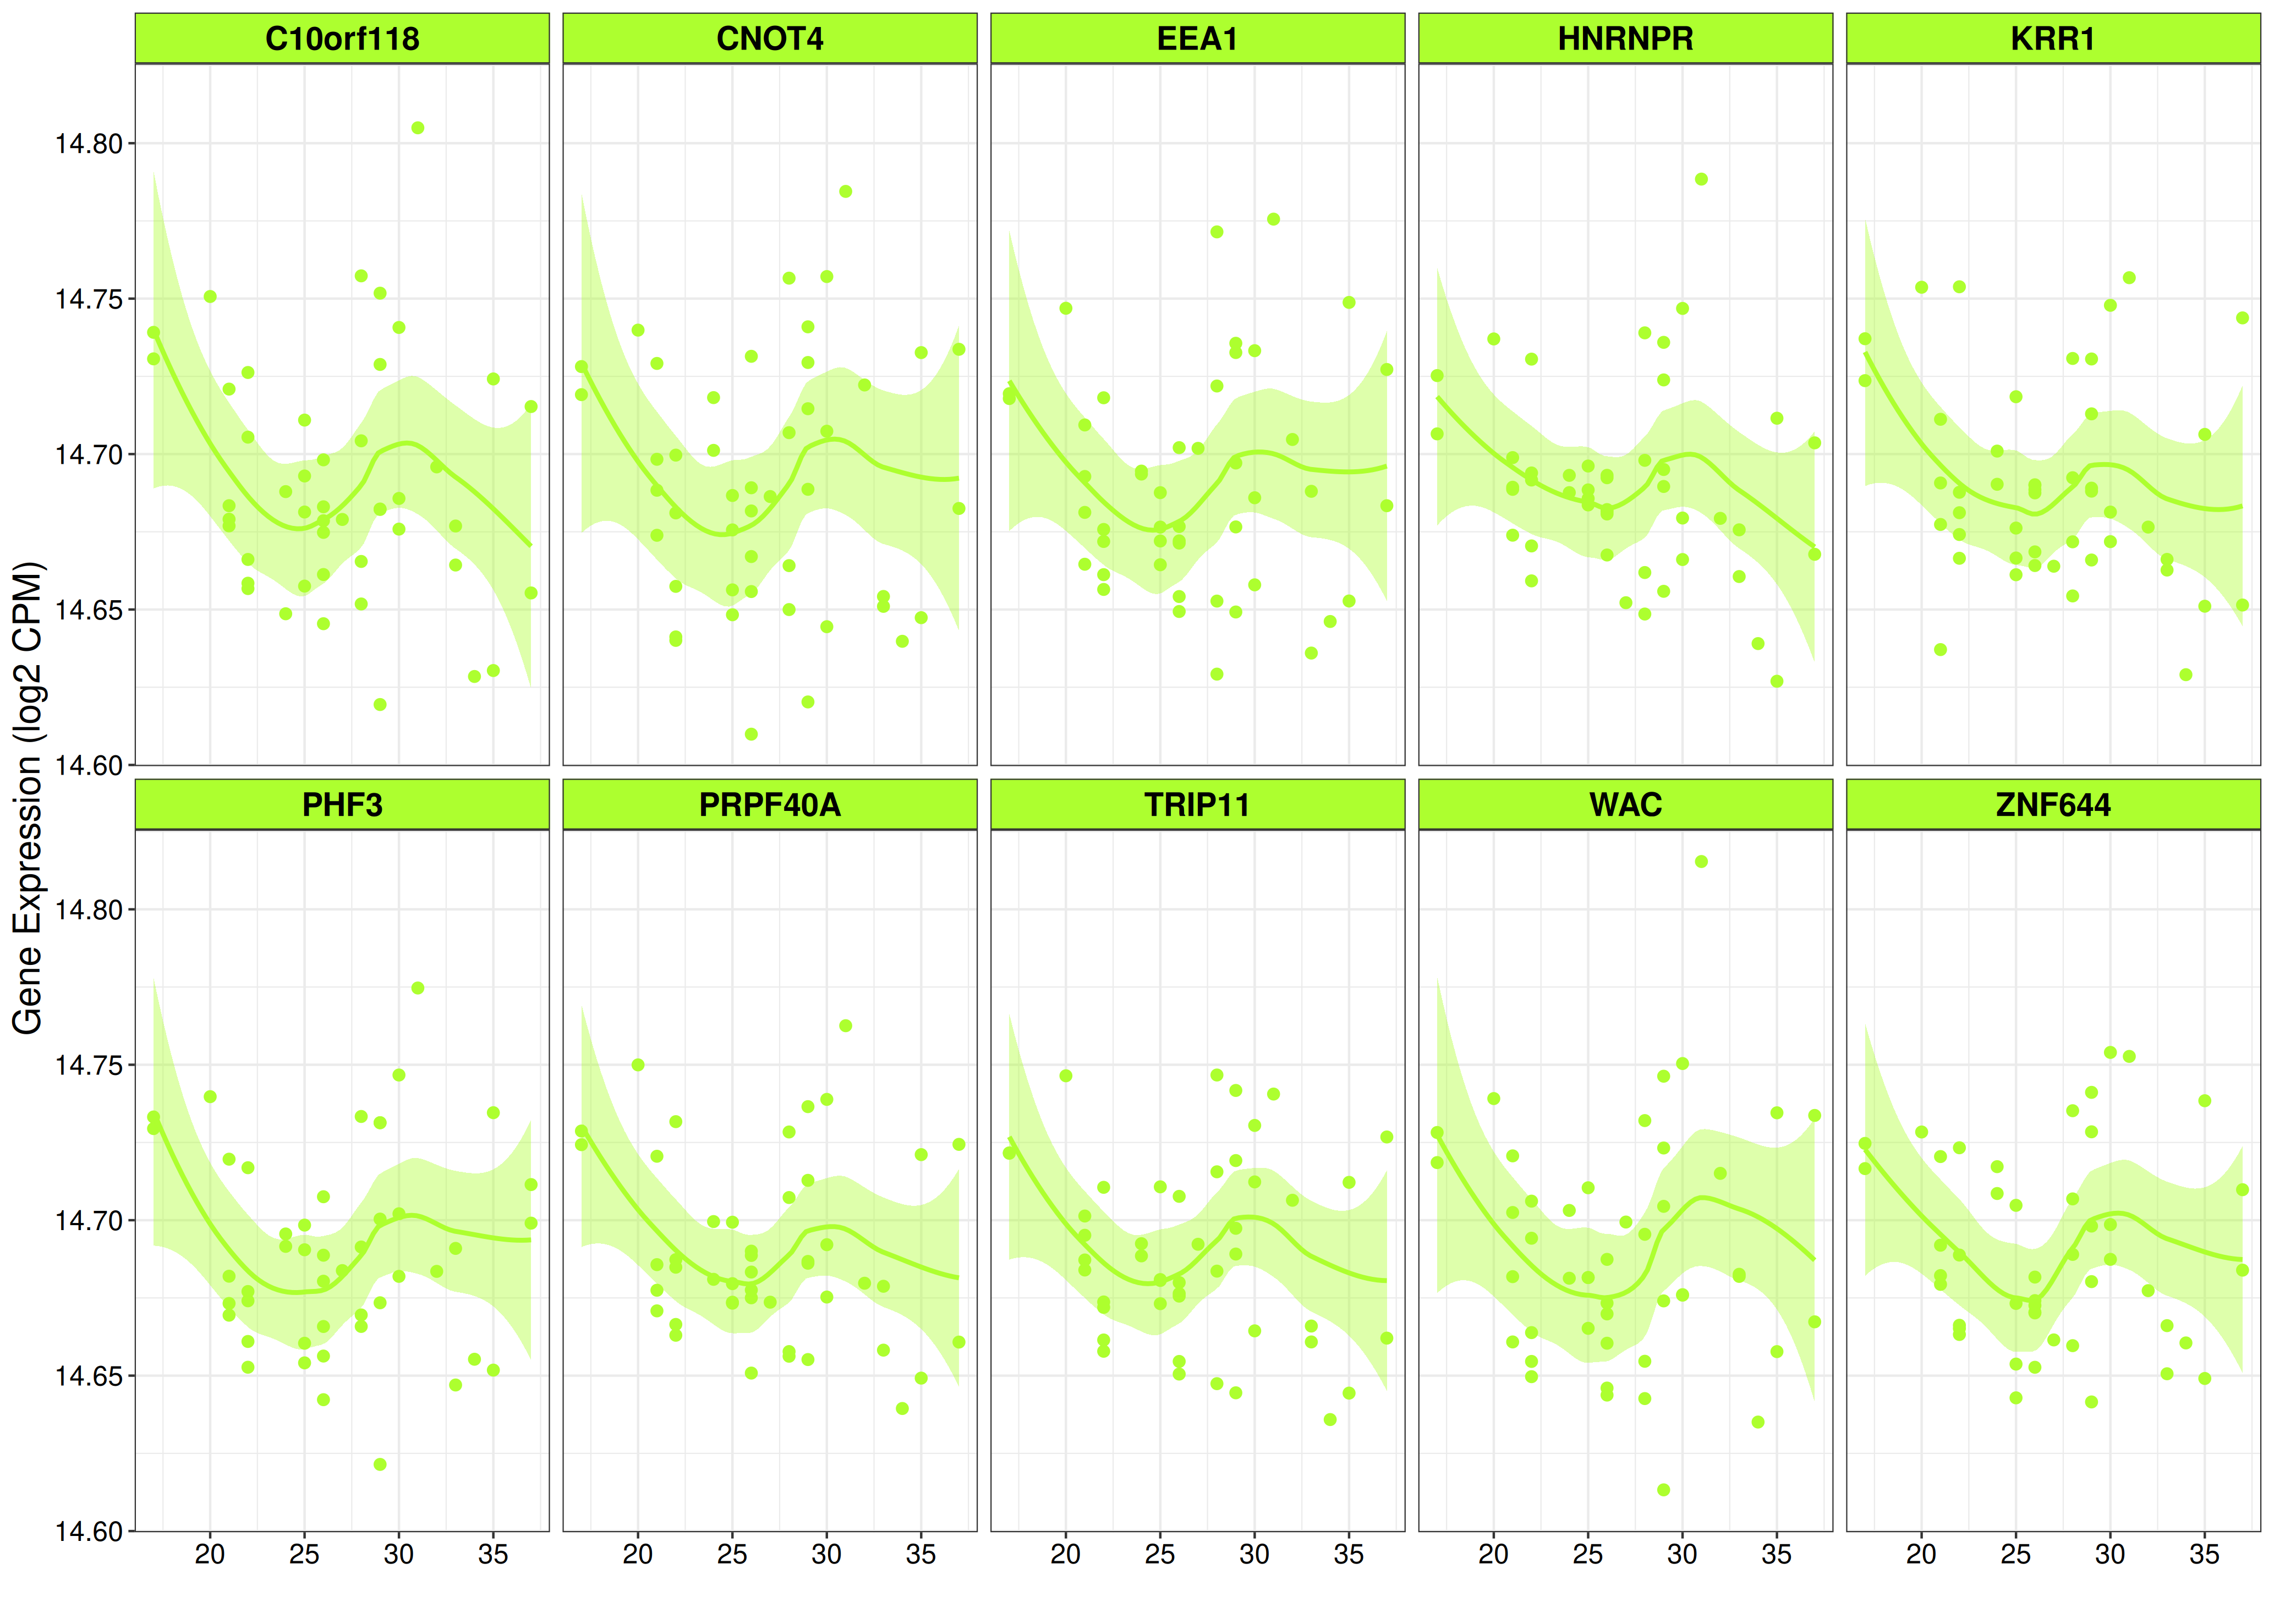 C10orf118 CNOT4 EEA1 HNRNPR KRR1
14.80
14.75
14.70
14.65
14.60
Gene Expression (log2 CPM)
PHF3 PRPF40A TRIP11 WAC ZNF644
14.80
14.75
14.70
14.65
14.60
20 25 30 35 20 25 30 35 20 25 30 35 20 25 30 35 20 25 30 35